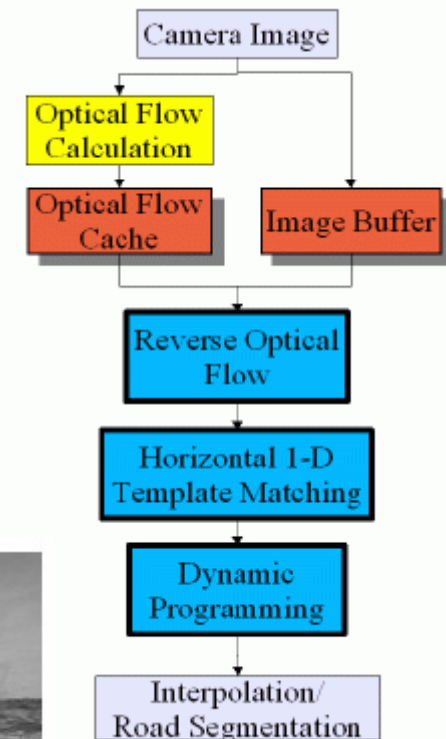 Camera Image
Optical Flow
Calculation
Optical Flow
Cache
Image Buffer
Reverse Optical
Flow
Horizontal 1-D
Template Matching
Dynamic
Programming
Interpolation/
Road Segmentation